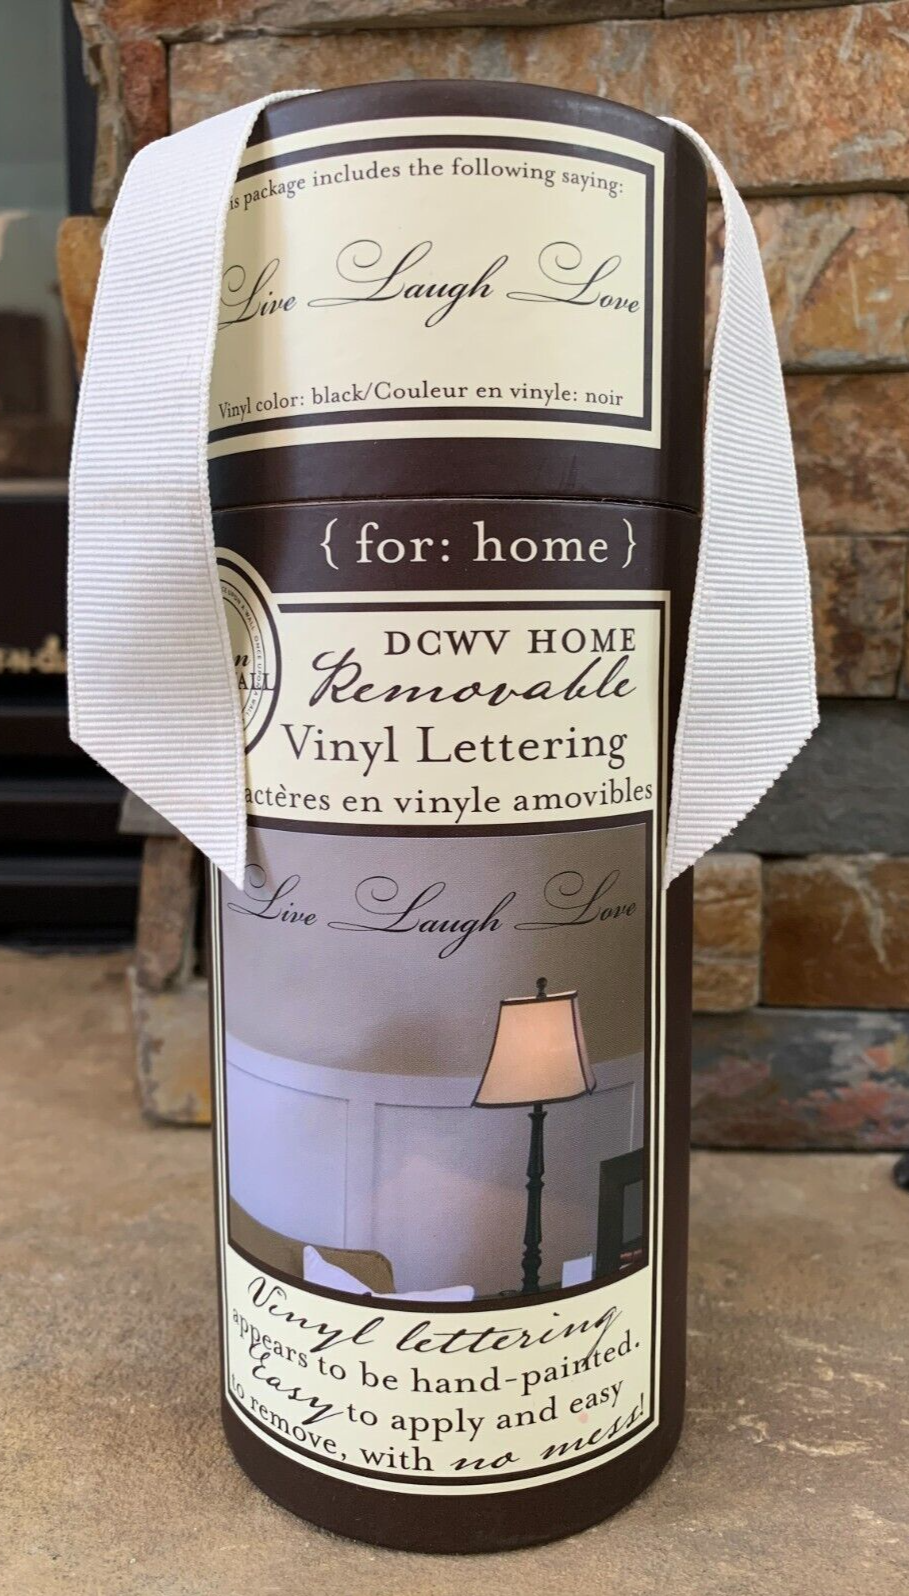 is package includes the following saying:
Live Laugh Love
Vinyl color: black/Couleur en vinyle: noir
{ for: home }
DCWV HOME
Removable
Vinyl Lettering
actères en vinyle amovibles
Live Laugh Love
Vinyl lettering
appears to be hand-painted.
Easy to apply and easy
to remove, with no mess!